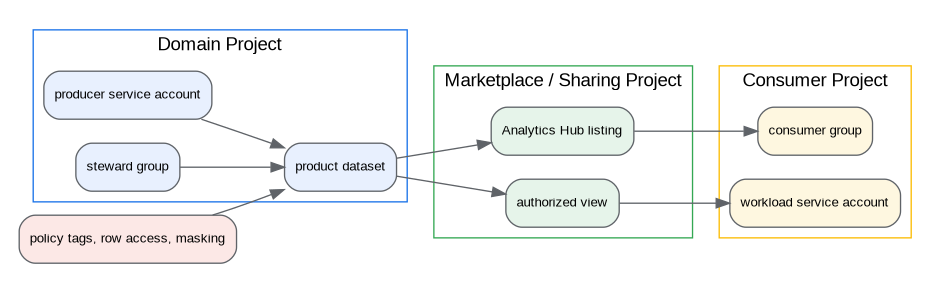 Domain Project
producer service account
steward group
product dataset
policy tags, row access, masking
Marketplace / Sharing Project
Analytics Hub listing
authorized view
Consumer Project
consumer group
workload service account